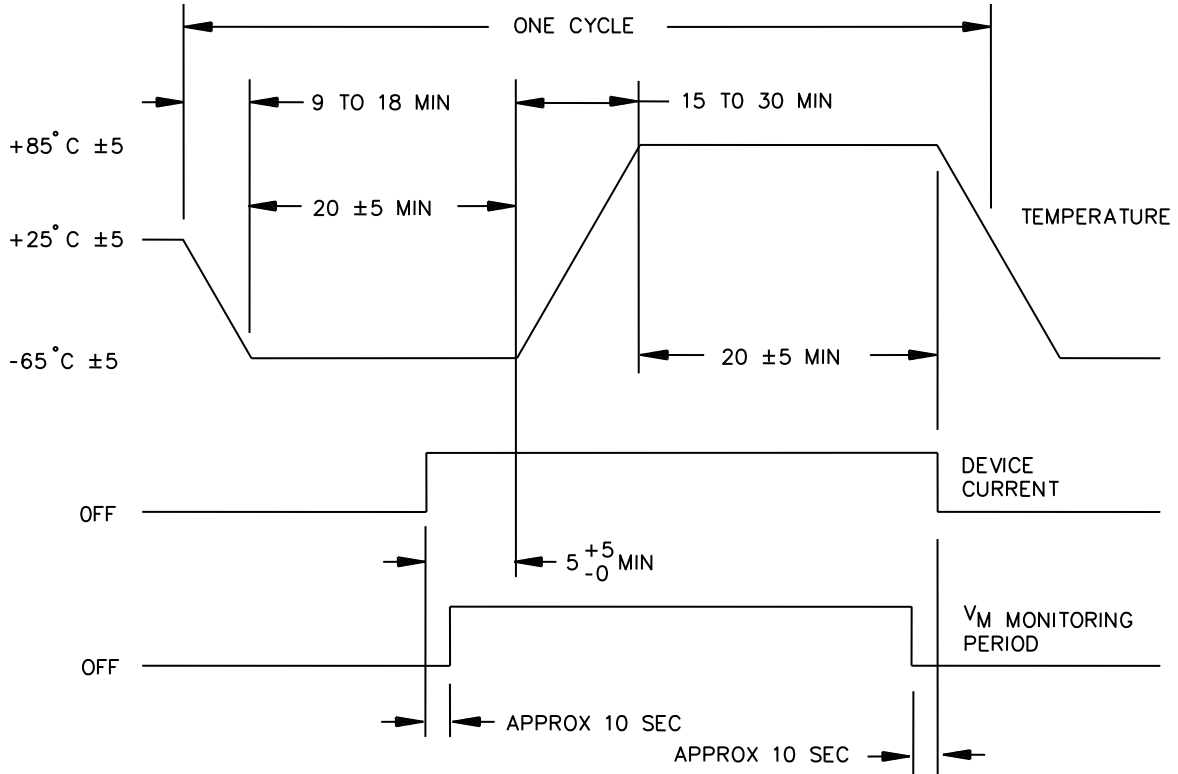 ONE CYCLE
9 TO 18 MIN
15 TO 30 MIN
+85°C ±5
20 ±5 MIN
TEMPERATURE
+25°C ±5
-65°C ±5
20 ±5 MIN
DEVICE
CURRENT
OFF
5 +5 -0 MIN
VM MONITORING
PERIOD
OFF
APPROX 10 SEC
APPROX 10 SEC